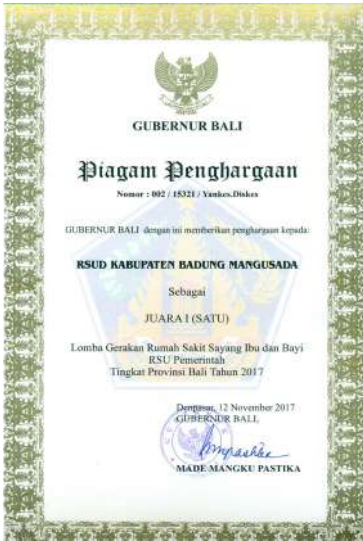 GUBERNUR BALI
Piagam Penghargaan
Nomor : 002 / 15321 / Yankes.Diskes
GUBERNUR BALI dengan ini memberikan penghargaan kepada:
RSUD KABUPATEN BADUNG MANGUSADA
Sebagai
JUARA I (SATU)
Lomba Gerakan Rumah Sakit Sayang Ibu dan Bayi
RSU Pemerintah
Tingkat Provinsi Bali Tahun 2017
Denpasar, 12 November 2017
GUBERNUR BALI,
MADE MANGKU PASTIKA